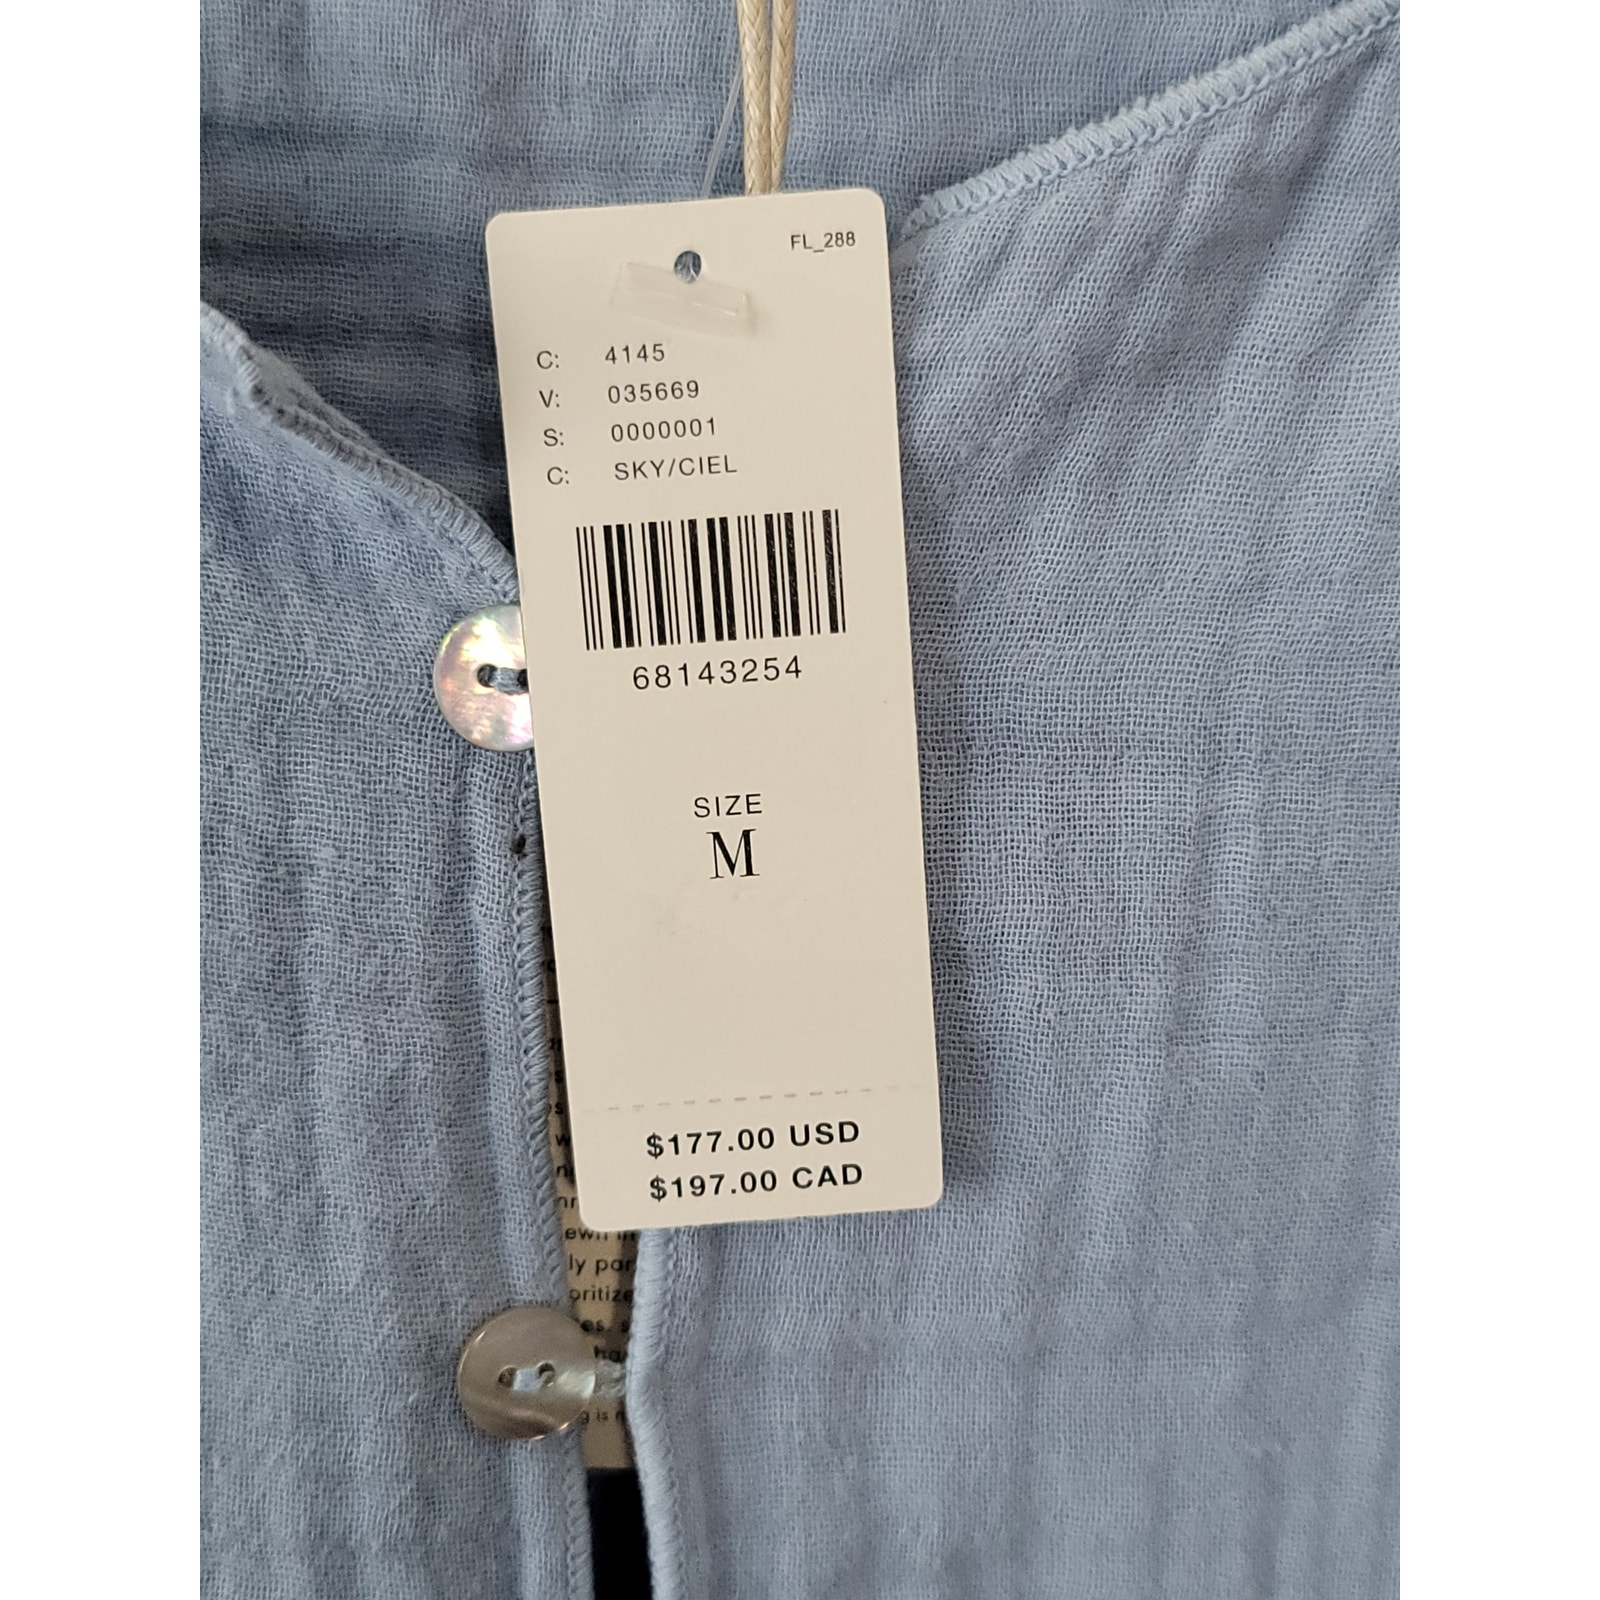 FL_288
C: 4145
V: 035669
S: 0000001
C: SKY/CIEL
68143254
SIZE
M
$177.00 USD
$197.00 CAD